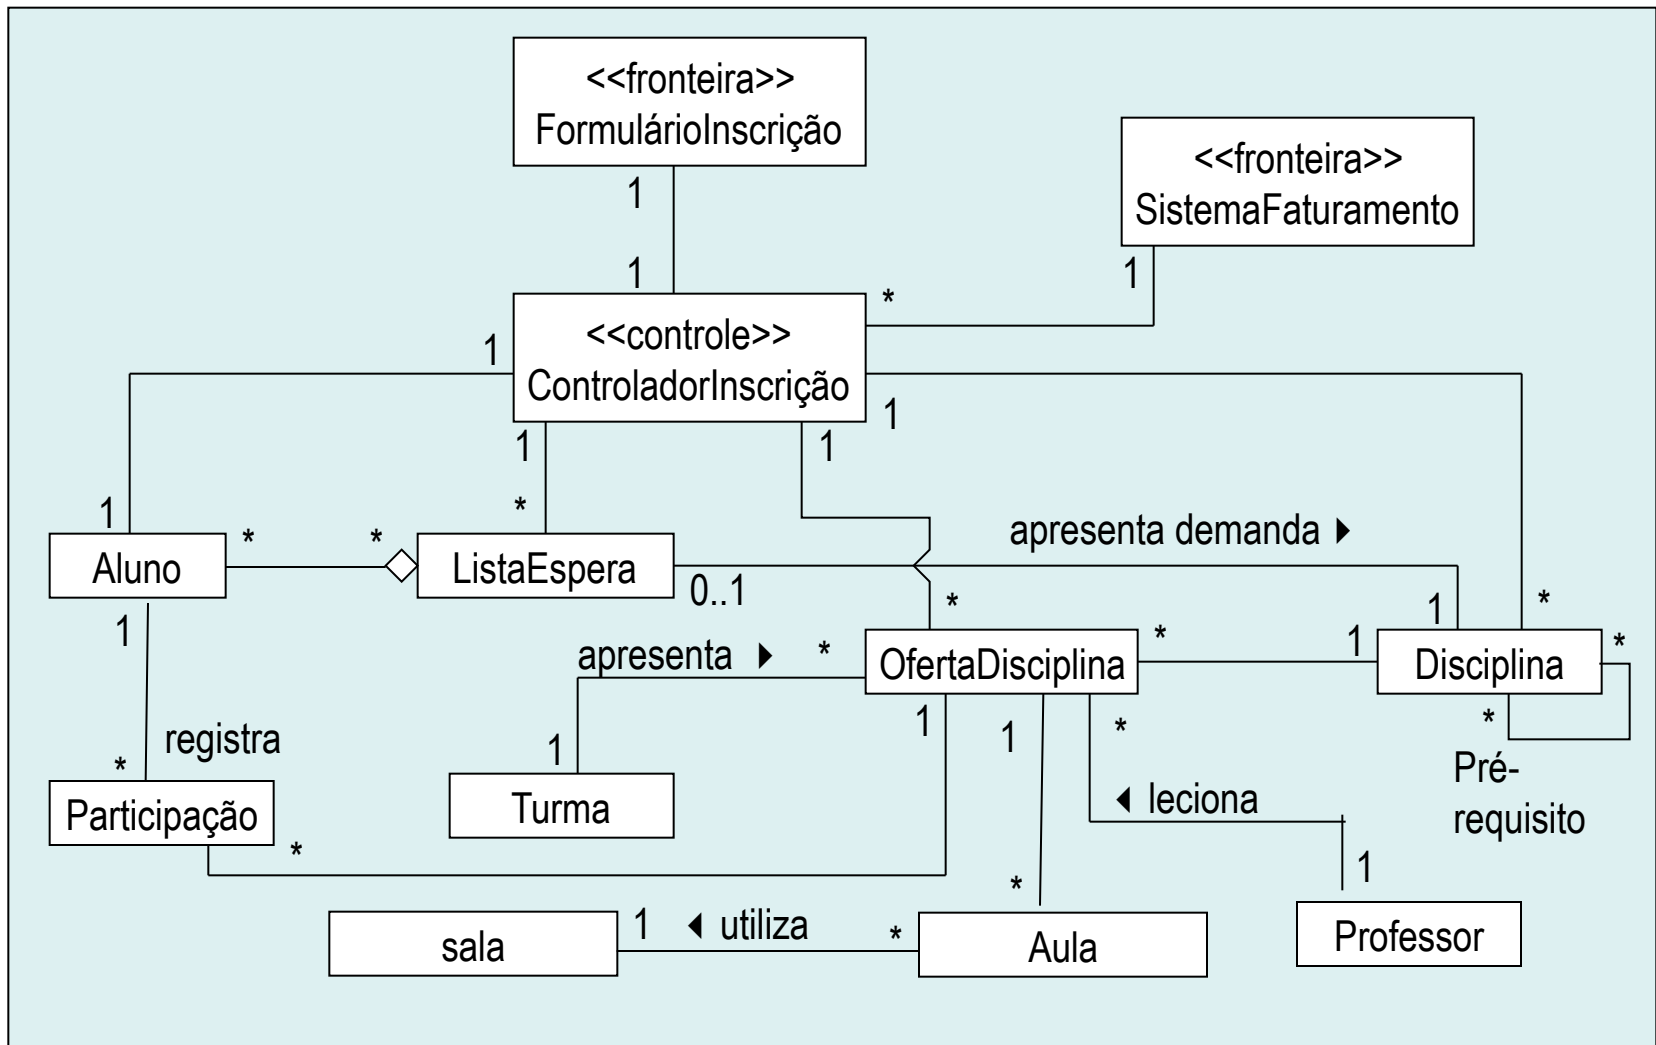 <<fronteira>>
FormulárioInscrição
<<fronteira>>
SistemaFaturamento
1
1
1
*
<<controle>>
ControladorInscrição
1
1
1
1
1
*
*
*
Aluno
ListaEspera
apresenta demanda
0..1
*
1
*
1
apresenta
*
OfertaDisciplina
*
1
Disciplina
*
*
Pré-
requisito
registra
*
Participação
*
1
Turma
1
1
*
leciona
1
Professor
*
sala
1
utiliza
*
Aula